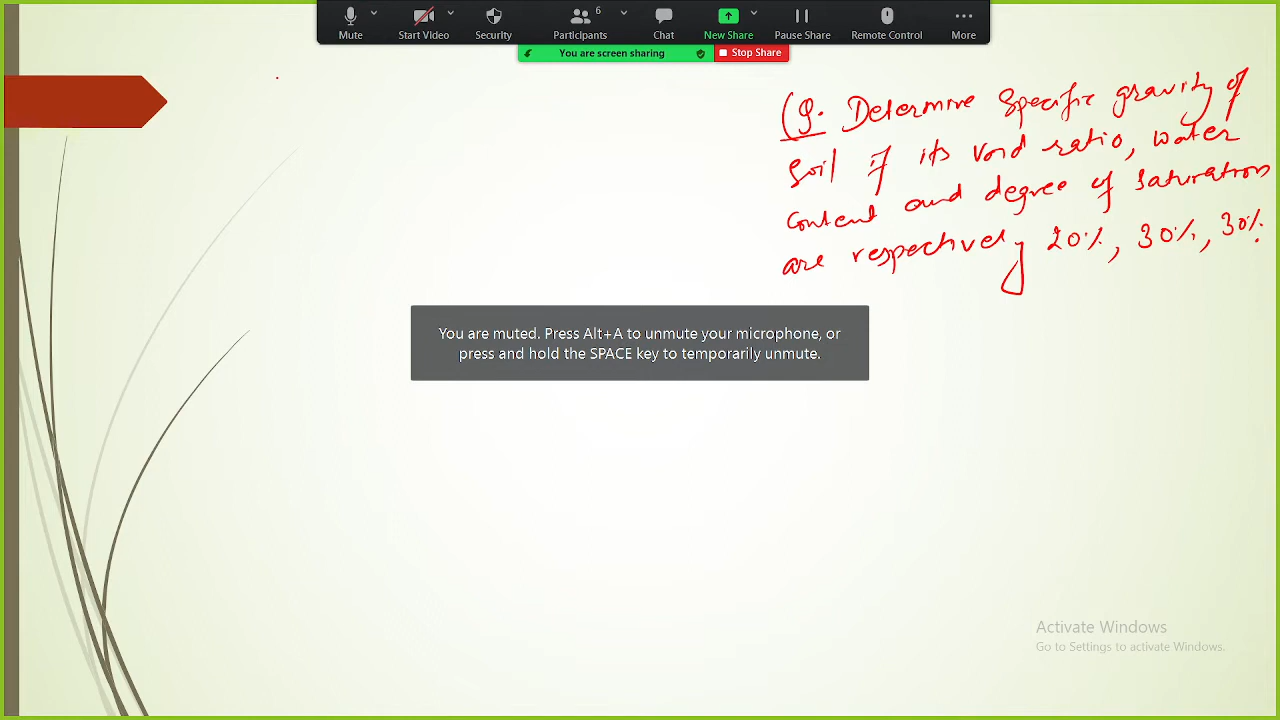 6
Mute
Start Video
Security
Participants
Chat
New Share
Pause Share
Remote Control
More
You are screen sharing
Stop Share
(Q. Determine specific gravity of
soil if its void ratio, water
content and degree of saturation
are respectively 20%, 30%, 30%.
You are muted. Press Alt+A to unmute your microphone, or
press and hold the SPACE key to temporarily unmute.
Activate Windows
Go to Settings to activate Windows.